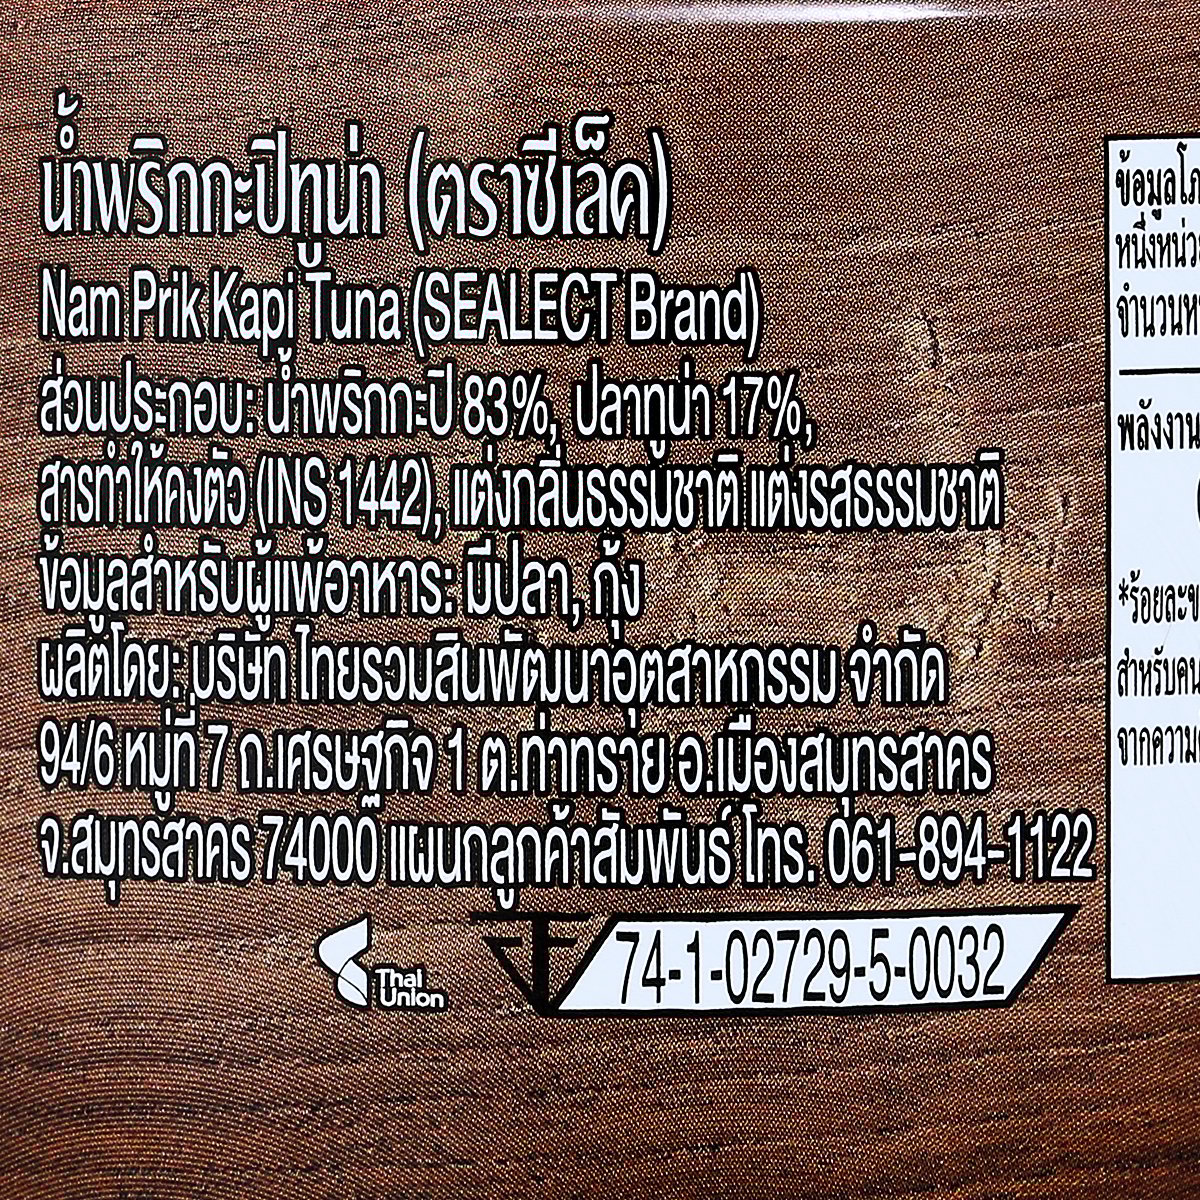 น้ำพริกกะปิทูน่า (ตราซีเล็ค)
Nam Prik Kapi Tuna (SEALECT Brand)
ส่วนประกอบ: น้ำพริกกะปิ 83%, ปลาทูน่า 17%,
สารทำให้คงตัว (INS 1442), แต่งกลิ่นธรรมชาติ แต่งรสธรรมชาติ
ข้อมูลสำหรับผู้แพ้อาหาร: มีปลา, กุ้ง
ผลิตโดย: บริษัท ไทยรวมสินพัฒนาอุตสาหกรรม จำกัด
94/6 หมู่ที่ 7 ถ.เศรษฐกิจ 1 ต.ท่าทราย อ.เมืองสมุทรสาคร
จ.สมุทรสาคร 74000 แผนกลูกค้าสัมพันธ์ โทร. 061-894-1122
Thai
Union
74-1-02729-5-0032
ข้อมูลโภ
หนึ่งหน่วย
จำนวนห
พลังงาน
*ร้อยละข
สำหรับคน
จากความ